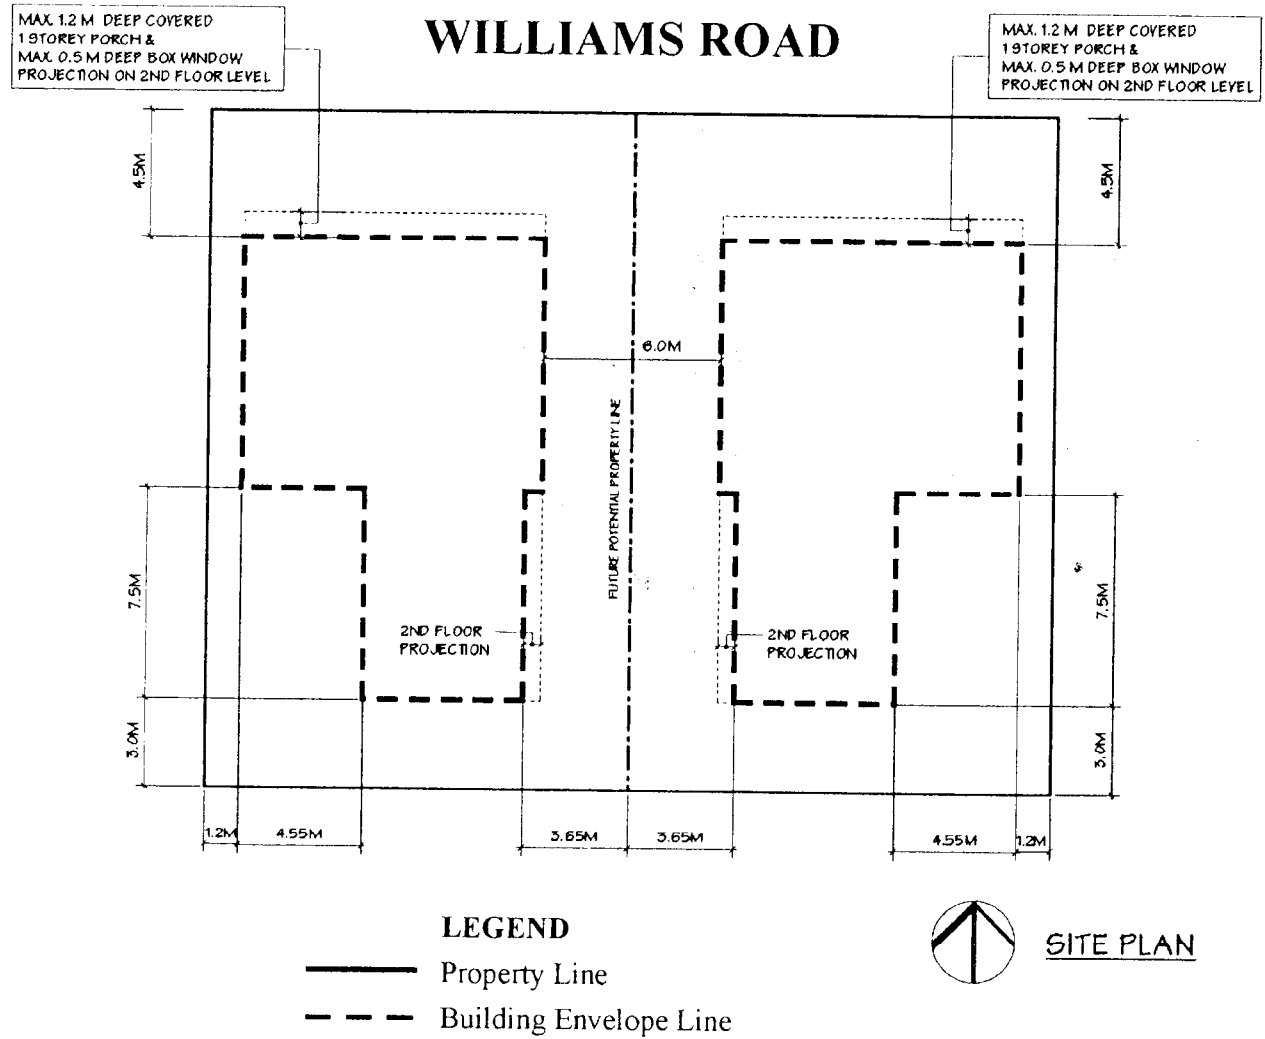 MAX. 1.2 M DEEP COVERED
1 STOREY PORCH &
MAX. 0.5 M DEEP BOX WINDOW
PROJECTION ON 2ND FLOOR LEVEL
WILLIAMS ROAD
MAX. 1.2 M DEEP COVERED
1 STOREY PORCH &
MAX. 0.5 M DEEP BOX WINDOW
PROJECTION ON 2ND FLOOR LEVEL
4.5M
4.5M
6.0M
FUTURE POTENTIAL PROPERTY LINE
7.5M
7.5M
2ND FLOOR
PROJECTION
2ND FLOOR
PROJECTION
3.0M
3.0M
1.2M
4.55M
3.65M
3.65M
4.55M
1.2M
LEGEND
Property Line
Building Envelope Line
SITE PLAN